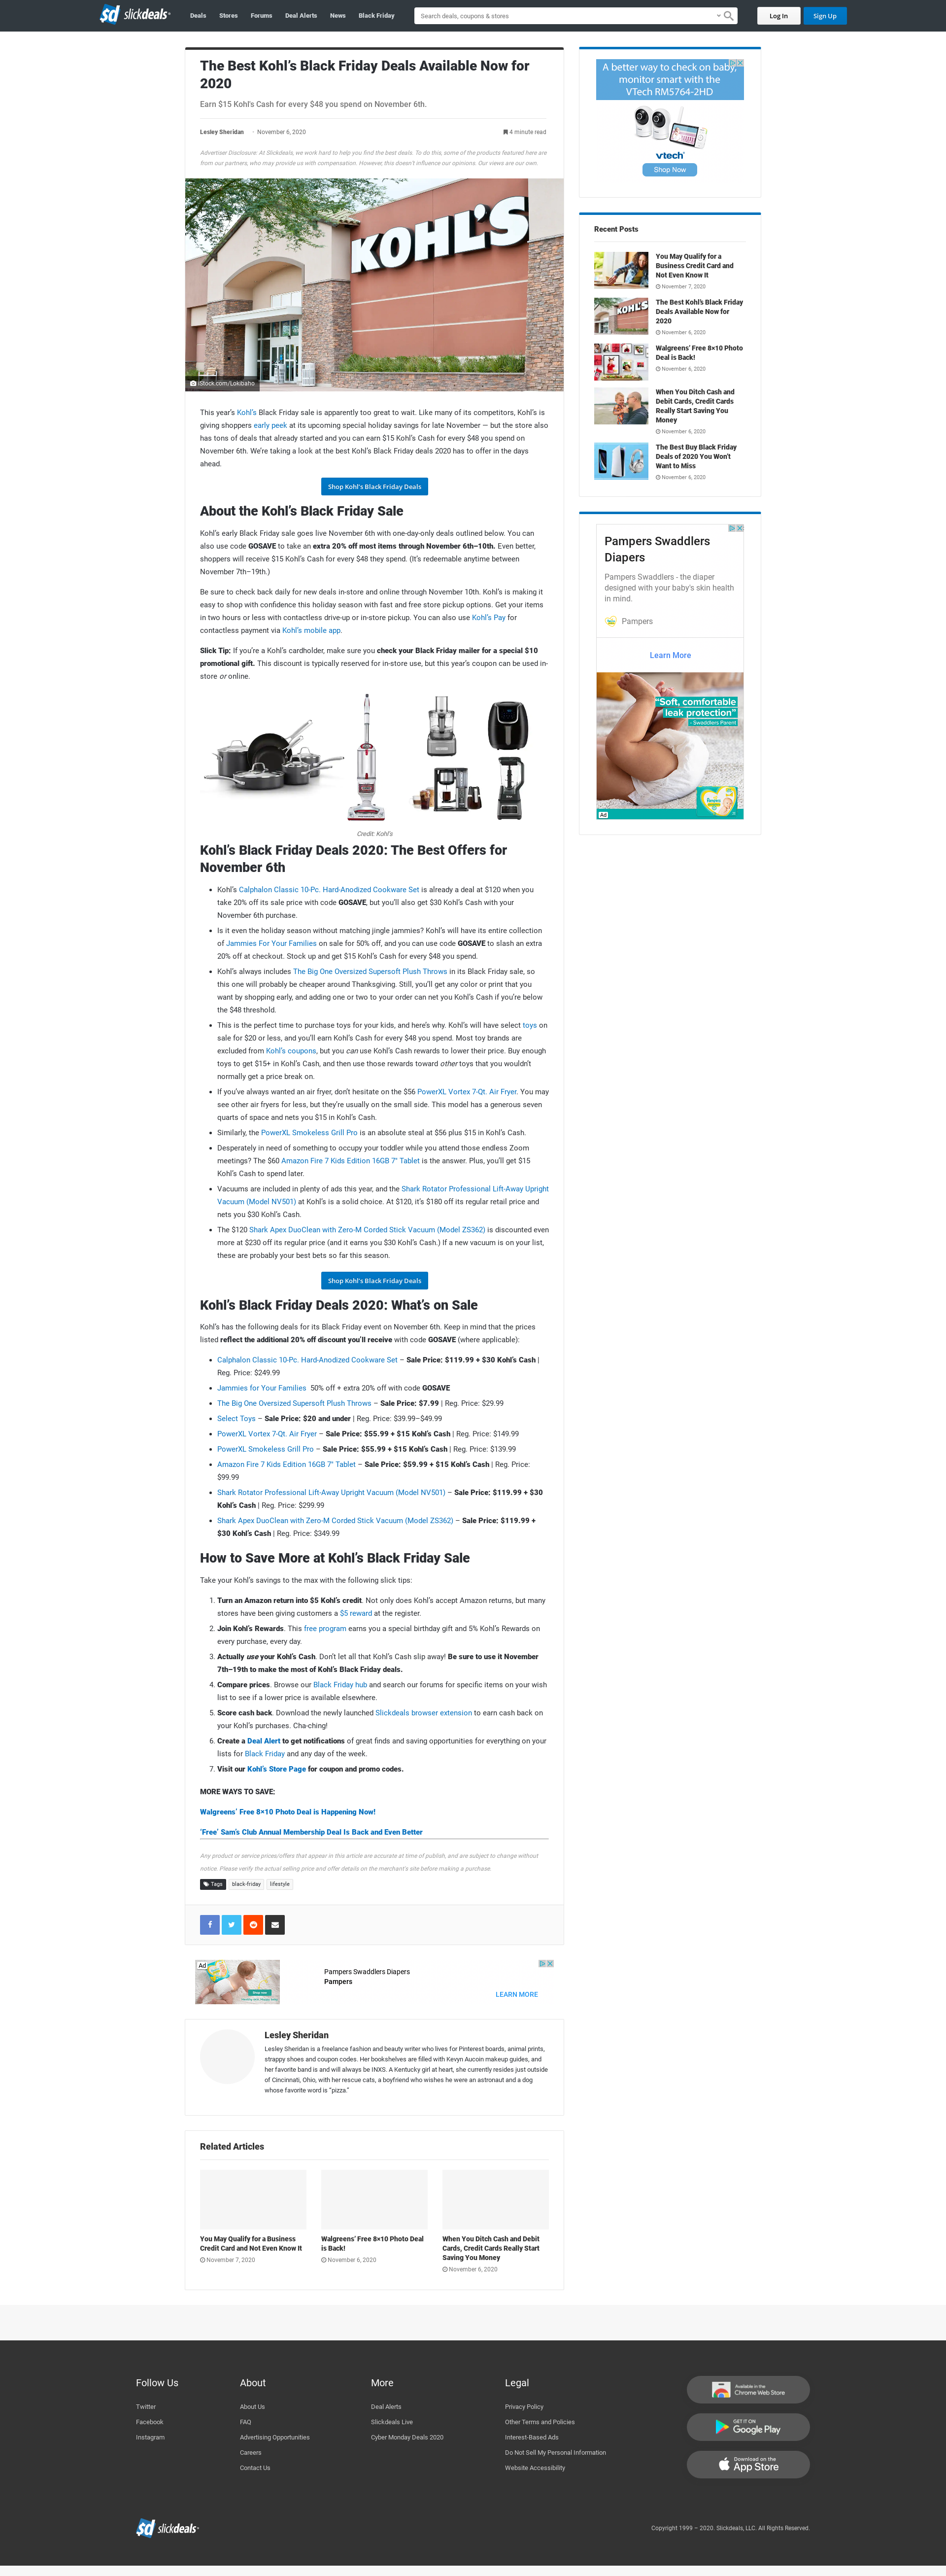 sd slickdeals
Deals Stores Forums Deal Alerts News Black Friday
Search deals, coupons & stores
Log In Sign Up
The Best Kohl's Black Friday Deals Available Now for
2020
Earn $15 Kohl's Cash for every $48 you spend on November 6th.
Lesley Sheridan November 6, 2020 4 minute read
Advertiser Disclosure: At Slickdeals, we work hard to help you find the best deals. To do this, some of the products featured here are
from our partners, who may provide us with compensation. However, this doesn't influence our opinions. Our views are our own.
KOHL'S
iStock.com/Lokibaho
This year's Kohl's Black Friday sale is apparently too great to wait. Like many of its competitors, Kohl's is
giving shoppers early peek at its upcoming special holiday savings for late November — but the store also
has tons of deals that already started and you can earn $15 Kohl's Cash for every $48 you spend on
November 6th. We're taking a look at the best Kohl's Black Friday deals 2020 has to offer in the days
ahead.
Shop Kohl's Black Friday Deals
About the Kohl's Black Friday Sale
Kohl's early Black Friday sale goes live November 6th with one-day-only deals outlined below. You can
also use code GOSAVE to take an extra 20% off most items through November 6th–10th. Even better,
shoppers will receive $15 Kohl's Cash for every $48 they spend. (It's redeemable anytime between
November 7th–19th.)
Be sure to check back daily for new deals in-store and online through November 10th. Kohl's is making it
easy to shop with confidence this holiday season with fast and free store pickup options. Get your items
in two hours or less with contactless drive-up or in-store pickup. You can also use Kohl's Pay for
contactless payment via Kohl's mobile app.
Slick Tip: If you're a Kohl's cardholder, make sure you check your Black Friday mailer for a special $10
promotional gift. This discount is typically reserved for in-store use, but this year's coupon can be used in-
store or online.
Credit: Kohl's
Kohl's Black Friday Deals 2020: The Best Offers for
November 6th
• Kohl's Calphalon Classic 10-Pc. Hard-Anodized Cookware Set is already a deal at $120 when you
take 20% off its sale price with code GOSAVE, but you'll also get $30 Kohl's Cash with your
November 6th purchase.
• Is it even the holiday season without matching jingle jammies? Kohl's will have its entire collection
of Jammies For Your Families on sale for 50% off, and you can use code GOSAVE to slash an extra
20% off at checkout. Stock up and get $15 Kohl's Cash for every $48 you spend.
• Kohl's always includes The Big One Oversized Supersoft Plush Throws in its Black Friday sale, so
this one will probably be cheaper around Thanksgiving. Still, you'll get any color or print that you
want by shopping early, and adding one or two to your order can net you Kohl's Cash if you're below
the $48 threshold.
• This is the perfect time to purchase toys for your kids, and here's why. Kohl's will have select toys on
sale for $20 or less, and you'll earn Kohl's Cash for every $48 you spend. Most toy brands are
excluded from Kohl's coupons, but you can use Kohl's Cash rewards to lower their price. Buy enough
toys to get $15+ in Kohl's Cash, and then use those rewards toward other toys that you wouldn't
normally get a price break on.
• If you've always wanted an air fryer, don't hesitate on the $56 PowerXL Vortex 7-Qt. Air Fryer. You may
see other air fryers for less, but they're usually on the small side. This model has a generous seven
quarts of space and nets you $15 in Kohl's Cash.
• Similarly, the PowerXL Smokeless Grill Pro is an absolute steal at $56 plus $15 in Kohl's Cash.
• Desperately in need of something to occupy your toddler while you attend those endless Zoom
meetings? The $60 Amazon Fire 7 Kids Edition 16GB 7" Tablet is the answer. Plus, you'll get $15
Kohl's Cash to spend later.
• Vacuums are included in plenty of ads this year, and the Shark Rotator Professional Lift-Away Upright
Vacuum (Model NV501) at Kohl's is a solid choice. At $120, it's $180 off its regular retail price and
nets you $30 Kohl's Cash.
• The $120 Shark Apex DuoClean with Zero-M Corded Stick Vacuum (Model ZS362) is discounted even
more at $230 off its regular price (and it earns you $30 Kohl's Cash.) If a new vacuum is on your list,
these are probably your best bets so far this season.
Shop Kohl's Black Friday Deals
Kohl's Black Friday Deals 2020: What's on Sale
Kohl's has the following deals for its Black Friday event on November 6th. Keep in mind that the prices
listed reflect the additional 20% off discount you'll receive with code GOSAVE (where applicable):
• Calphalon Classic 10-Pc. Hard-Anodized Cookware Set – Sale Price: $119.99 + $30 Kohl's Cash |
Reg. Price: $249.99
• Jammies for Your Families 50% off + extra 20% off with code GOSAVE
• The Big One Oversized Supersoft Plush Throws – Sale Price: $7.99 | Reg. Price: $29.99
• Select Toys – Sale Price: $20 and under | Reg. Price: $39.99–$49.99
• PowerXL Vortex 7-Qt. Air Fryer – Sale Price: $55.99 + $15 Kohl's Cash | Reg. Price: $149.99
• PowerXL Smokeless Grill Pro – Sale Price: $55.99 + $15 Kohl's Cash | Reg. Price: $139.99
• Amazon Fire 7 Kids Edition 16GB 7" Tablet – Sale Price: $59.99 + $15 Kohl's Cash | Reg. Price:
$99.99
• Shark Rotator Professional Lift-Away Upright Vacuum (Model NV501) – Sale Price: $119.99 + $30
Kohl's Cash | Reg. Price: $299.99
• Shark Apex DuoClean with Zero-M Corded Stick Vacuum (Model ZS362) – Sale Price: $119.99 +
$30 Kohl's Cash | Reg. Price: $349.99
How to Save More at Kohl's Black Friday Sale
Take your Kohl's savings to the max with the following slick tips:
1. Turn an Amazon return into $5 Kohl's credit. Not only does Kohl's accept Amazon returns, but many
stores have been giving customers a $5 reward at the register.
2. Join Kohl's Rewards. This free program earns you a special birthday gift and 5% Kohl's Rewards on
every purchase, every day.
3. Actually use your Kohl's Cash. Don't let all that Kohl's Cash slip away! Be sure to use it November
7th–19th to make the most of Kohl's Black Friday deals.
4. Compare prices. Browse our Black Friday hub and search our forums for specific items on your wish
list to see if a lower price is available elsewhere.
5. Score cash back. Download the newly launched Slickdeals browser extension to earn cash back on
your Kohl's purchases. Cha-ching!
6. Create a Deal Alert to get notifications of great finds and saving opportunities for everything on your
lists for Black Friday and any day of the week.
7. Visit our Kohl's Store Page for coupon and promo codes.
MORE WAYS TO SAVE:
Walgreens' Free 8×10 Photo Deal is Happening Now!
'Free' Sam's Club Annual Membership Deal Is Back and Even Better
Any product or service prices/offers that appear in this article are accurate at time of publish, and are subject to change without
notice. Please verify the actual selling price and offer details on the merchant's site before making a purchase.
Tags black-friday lifestyle
Ad
Pampers Swaddlers Diapers
Pampers
LEARN MORE
Lesley Sheridan
Lesley Sheridan is a freelance fashion and beauty writer who lives for Pinterest boards, animal prints,
strappy shoes and coupon codes. Her bookshelves are filled with Kevyn Aucoin makeup guides, and
her favorite band is and will always be INXS. A Kentucky girl at heart, she currently resides just outside
of Cincinnati, Ohio, with her rescue cats, a boyfriend who wishes he were an astronaut and a dog
whose favorite word is "pizza."
Related Articles
You May Qualify for a Business
Credit Card and Not Even Know It
November 7, 2020
Walgreens' Free 8×10 Photo Deal
is Back!
November 6, 2020
When You Ditch Cash and Debit
Cards, Credit Cards Really Start
Saving You Money
November 6, 2020
A better way to check on baby,
monitor smart with the
VTech RM5764-2HD
vtech
Shop Now
Recent Posts
You May Qualify for a
Business Credit Card and
Not Even Know It
November 7, 2020
KOHL'S
The Best Kohl's Black Friday
Deals Available Now for
2020
November 6, 2020
Walgreens' Free 8×10 Photo
Deal is Back!
November 6, 2020
When You Ditch Cash and
Debit Cards, Credit Cards
Really Start Saving You
Money
November 6, 2020
The Best Buy Black Friday
Deals of 2020 You Won't
Want to Miss
November 6, 2020
Pampers Swaddlers
Diapers
Pampers Swaddlers - the diaper
designed with your baby's skin health
in mind.
Pampers
Learn More
"Soft, comfortable,
leak protection"
- Swaddlers Parent
Ad
Follow Us
Twitter
Facebook
Instagram
About
About Us
FAQ
Advertising Opportunities
Careers
Contact Us
More
Deal Alerts
Slickdeals Live
Cyber Monday Deals 2020
Legal
Privacy Policy
Other Terms and Policies
Interest-Based Ads
Do Not Sell My Personal Information
Website Accessibility
Available in the
Chrome Web Store
GET IT ON
Google Play
Download on the
App Store
sd slickdeals
Copyright 1999 – 2020. Slickdeals, LLC. All Rights Reserved.